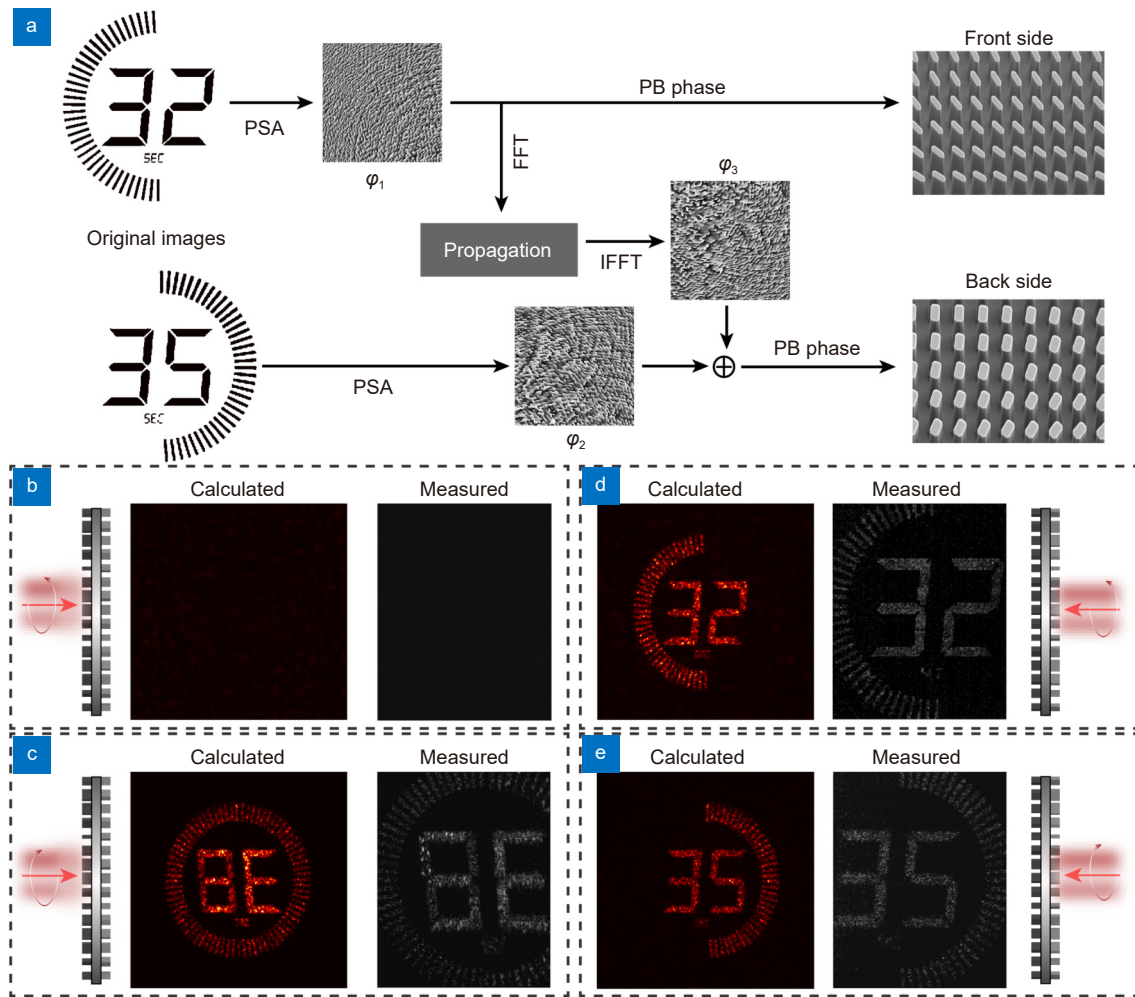 a
32
SEC
PSA
φ1
PB phase
Front side
FFT
Propagation
IFFT
φ3
Original images
35
SEC
PSA
φ2
PB phase
Back side
b
Calculated
Measured
d
Calculated
Measured
32
32
c
Calculated
Measured
8E
8E
e
Calculated
Measured
35
35